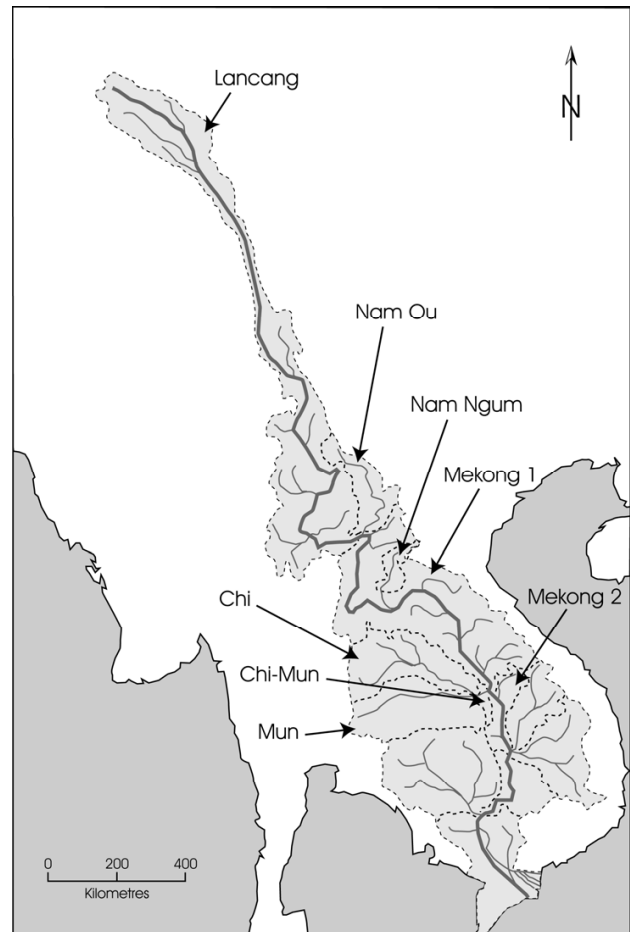 Lancang
N
Nam Ou
Nam Ngum
Mekong 1
Chi
Mekong 2
Chi-Mun
Mun
0 200 400
Kilometres